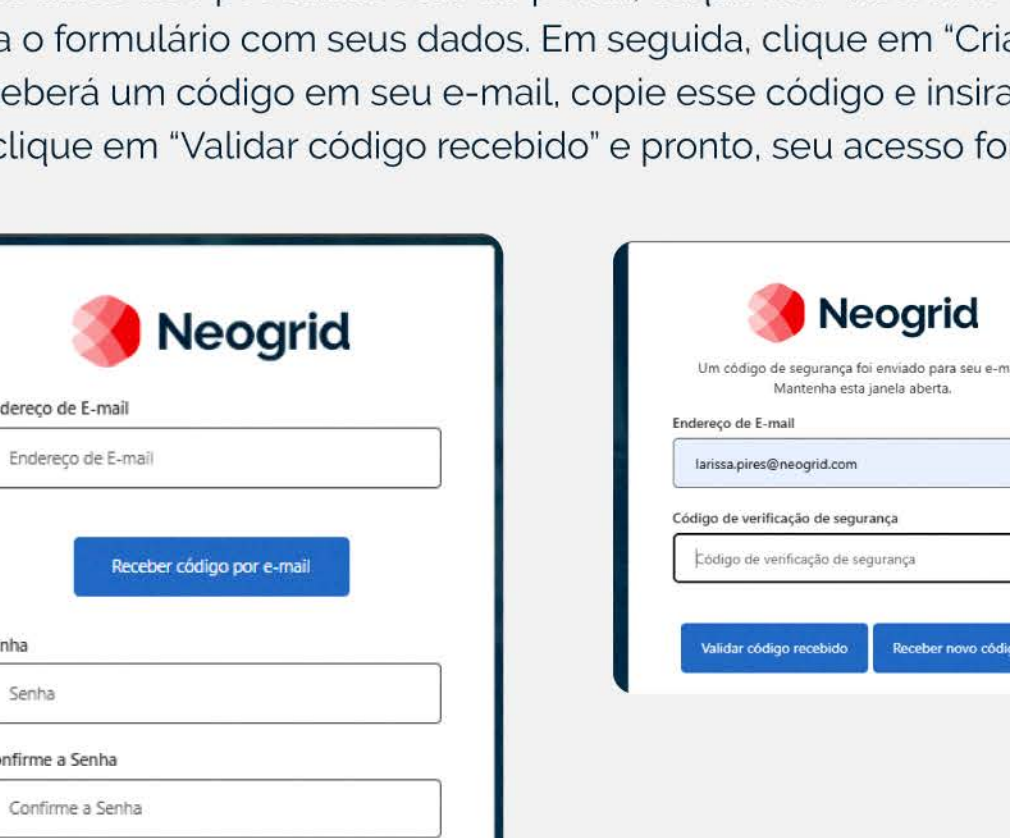 a o formulário com seus dados. Em seguida, clique em “Cria
eberá um código em seu e-mail, copie esse código e insira
clique em “Validar código recebido” e pronto, seu acesso foi
Neogrid
dereço de E-mail
Endereço de E-mail
Receber código por e-mail
nha
Senha
nfirme a Senha
Confirme a Senha
Neogrid
Um código de segurança foi enviado para seu e-m
Mantenha esta janela aberta.
Endereço de E-mail
larissa.pires@neogrid.com
Código de verificação de segurança
Código de verificação de segurança
Validar código recebido
Receber novo códig